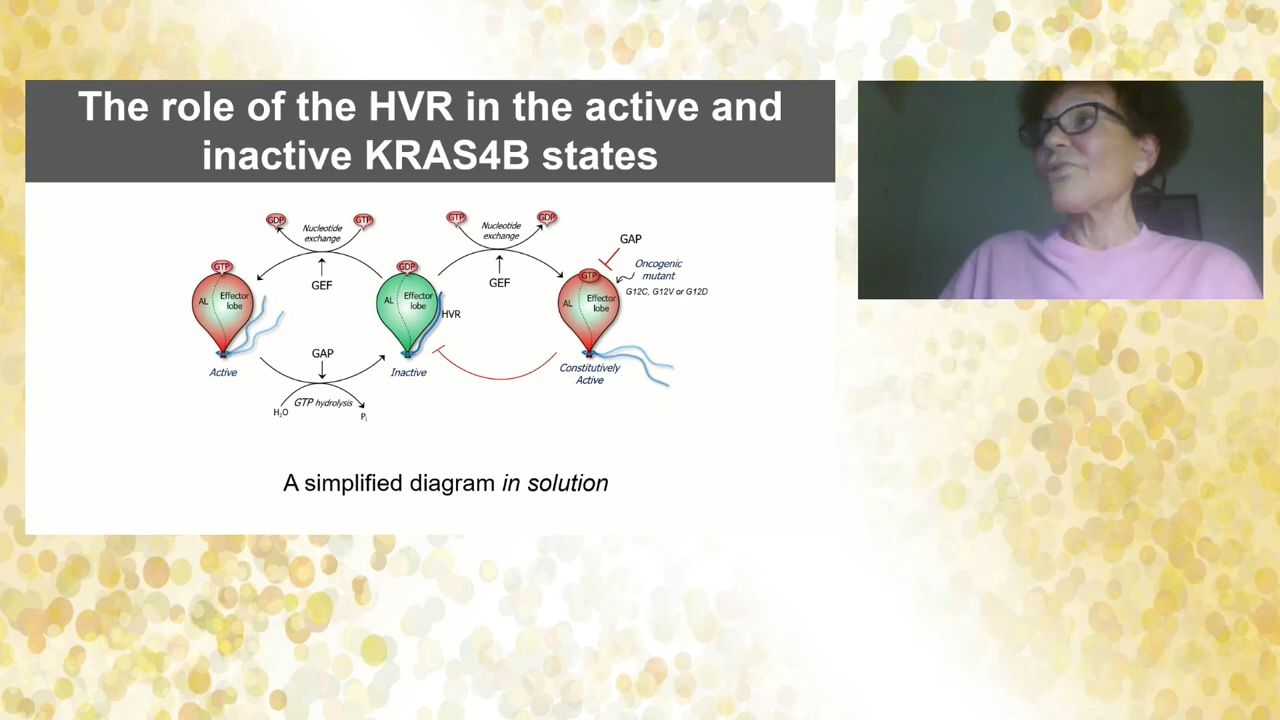 The role of the HVR in the active and
inactive KRAS4B states
GDP
GTP
Nucleotide
exchange
GEF
GTP
GDP
Nucleotide
exchange
GEF
GAP
Oncogenic
mutant
G12C, G12V or G12D
GTP
AL
Effector
lobe
Active
GDP
AL
Effector
lobe
HVR
Inactive
GTP
AL
Effector
lobe
Constitutively
Active
GAP
GTP hydrolysis
H₂O
Pᵢ
A simplified diagram in solution